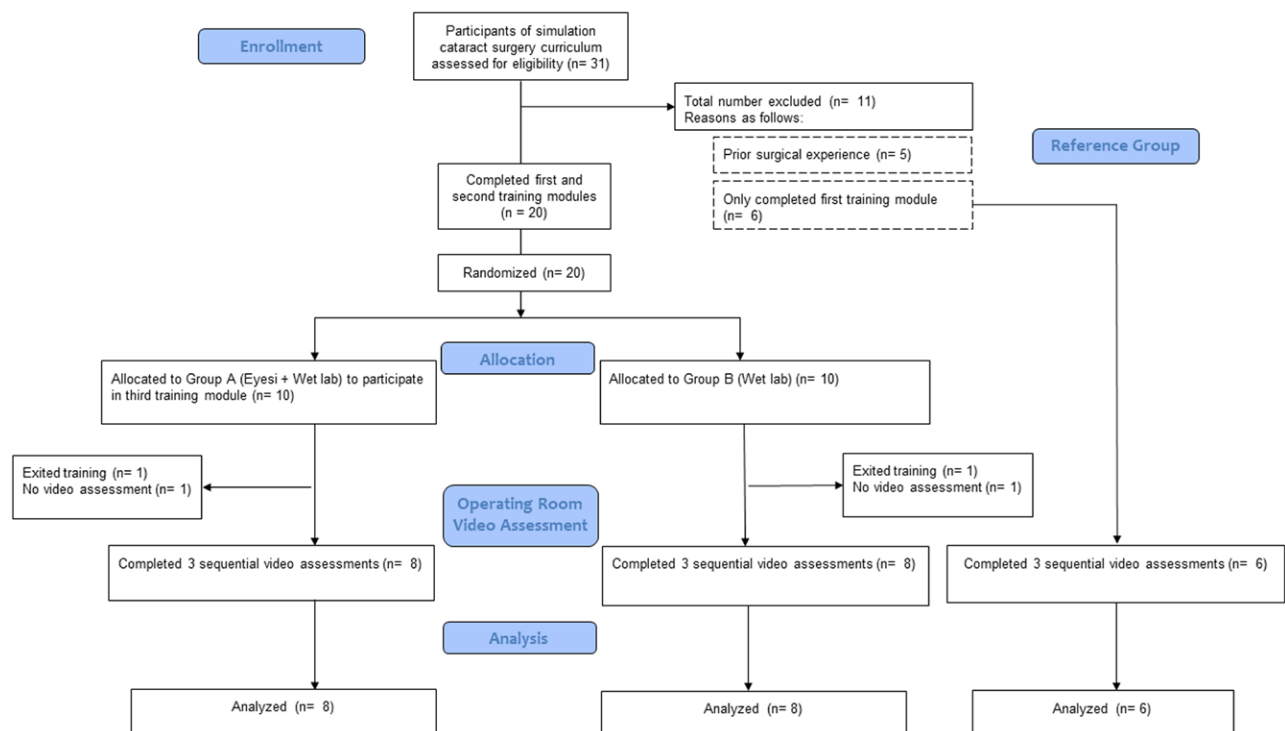 Enrollment
Participants of simulation
cataract surgery curriculum
assessed for eligibility (n= 31)
Total number excluded (n= 11)
Reasons as follows:
Prior surgical experience (n= 5)
Only completed first training module
(n= 6)
Reference Group
Completed first and
second training modules
(n = 20)
Randomized (n= 20)
Allocation
Allocated to Group A (Eyesi + Wet lab) to participate
in third training module (n= 10)
Allocated to Group B (Wet lab) (n= 10)
Exited training (n= 1)
No video assessment (n= 1)
Exited training (n= 1)
No video assessment (n= 1)
Operating Room
Video Assessment
Completed 3 sequential video assessments (n= 8)
Completed 3 sequential video assessments (n= 8)
Completed 3 sequential video assessments (n= 6)
Analysis
Analyzed (n= 8)
Analyzed (n= 8)
Analyzed (n= 6)